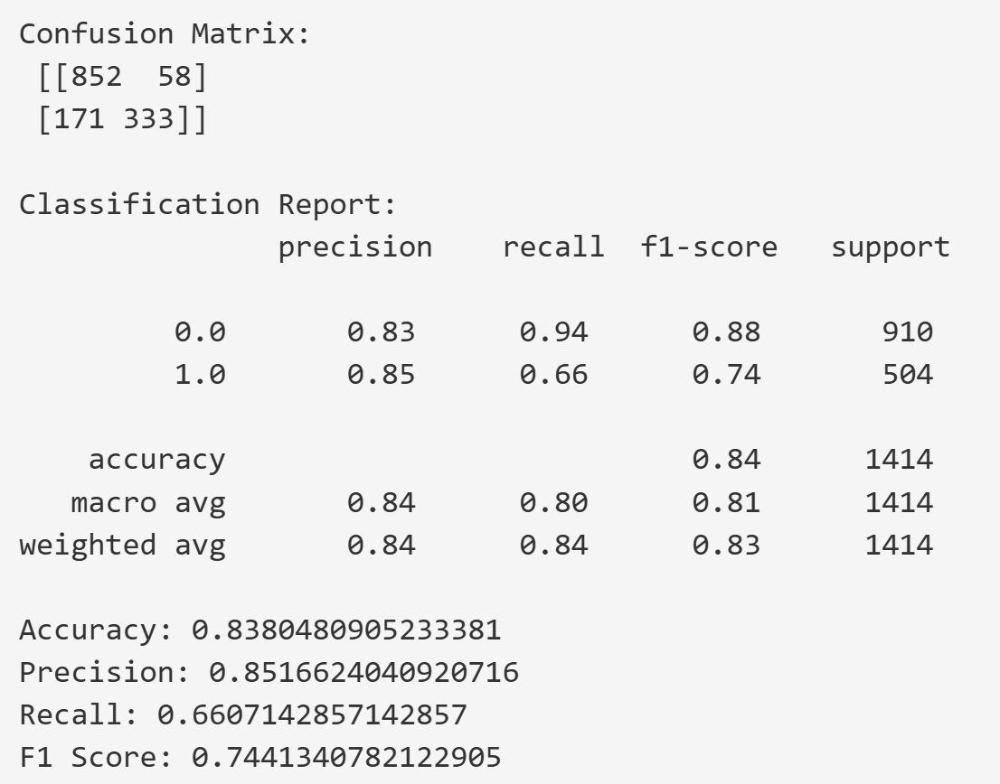 Confusion Matrix:
 [[852  58]
 [171 333]]
Classification Report:
               precision    recall  f1-score   support
         0.0       0.83      0.94      0.88       910
         1.0       0.85      0.66      0.74       504
    accuracy                           0.84      1414
   macro avg       0.84      0.80      0.81      1414
weighted avg       0.84      0.84      0.83      1414
Accuracy: 0.8380480905233381
Precision: 0.8516624040920716
Recall: 0.6607142857142857
F1 Score: 0.7441340782122905